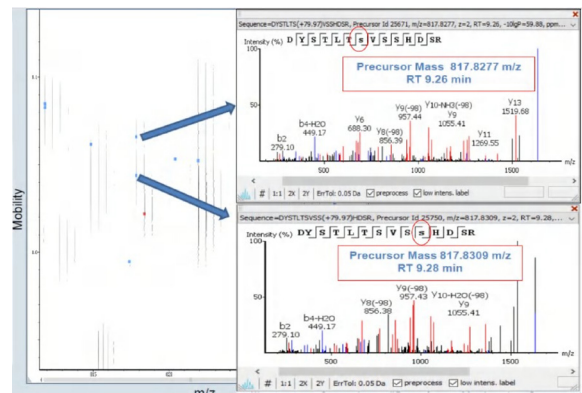 Sequence=DYSTLTS(+79.97)VSSHDSR, Precursor Id 25671, m/z=817.8277, z=2, RT=9.26, -10lgP=59.88, ppm...
Intensity (%)
D Y S T L T s V S S H D SR
100
Precursor Mass 817.8277 m/z
RT 9.26 min
50
b2
279.10
b4-H2O
449.17
Y6
688.30
Y8(-98)
856.39
Y9(-98)
957.44
Y10-NH3(-98)
Y9
1055.41
Y11
1269.55
Y13
1519.68
500
1000
1500
m/z
# 1:1 2X 2Y ErrTol: 0.05 Da preprocess low intens. label
Sequence=DYSTLTSVSS(+79.97)HDSR, Precursor Id 25750, m/z=817.8309, z=2, RT=9.28,...
Intensity (%)
DY S T L T S V S s H D SR
100
Precursor Mass 817.8309 m/z
RT 9.28 min
50
b2
279.10
b4-H2O
449.17
Y8(-98)
856.38
Y9(-98)
957.43
Y10-H2O(-98)
Y9
1055.41
500
1000
1500
m/z
# 1:1 2X 2Y ErrTol: 0.05 Da preprocess low intens. label
Mobility